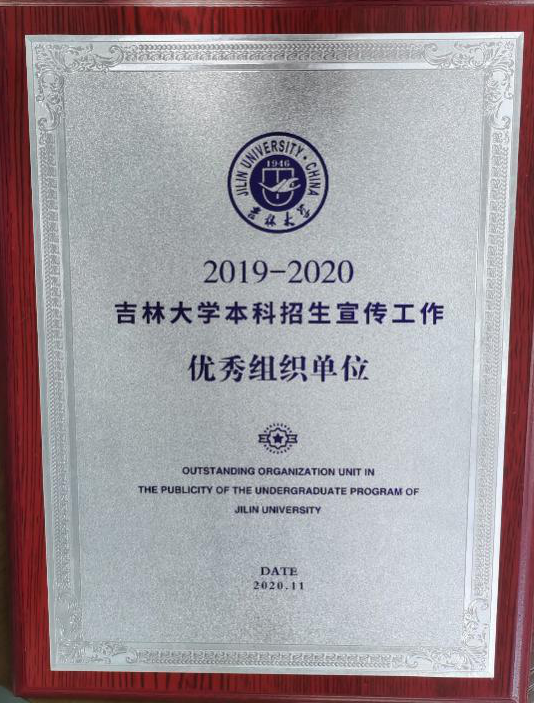 JILIN UNIVERSITY · CHINA
1946
吉林大学
2019-2020
吉林大学本科招生宣传工作
优秀组织单位
OUTSTANDING ORGANIZATION UNIT IN
THE PUBLICITY OF THE UNDERGRADUATE PROGRAM OF
JILIN UNIVERSITY
DATE
2020.11